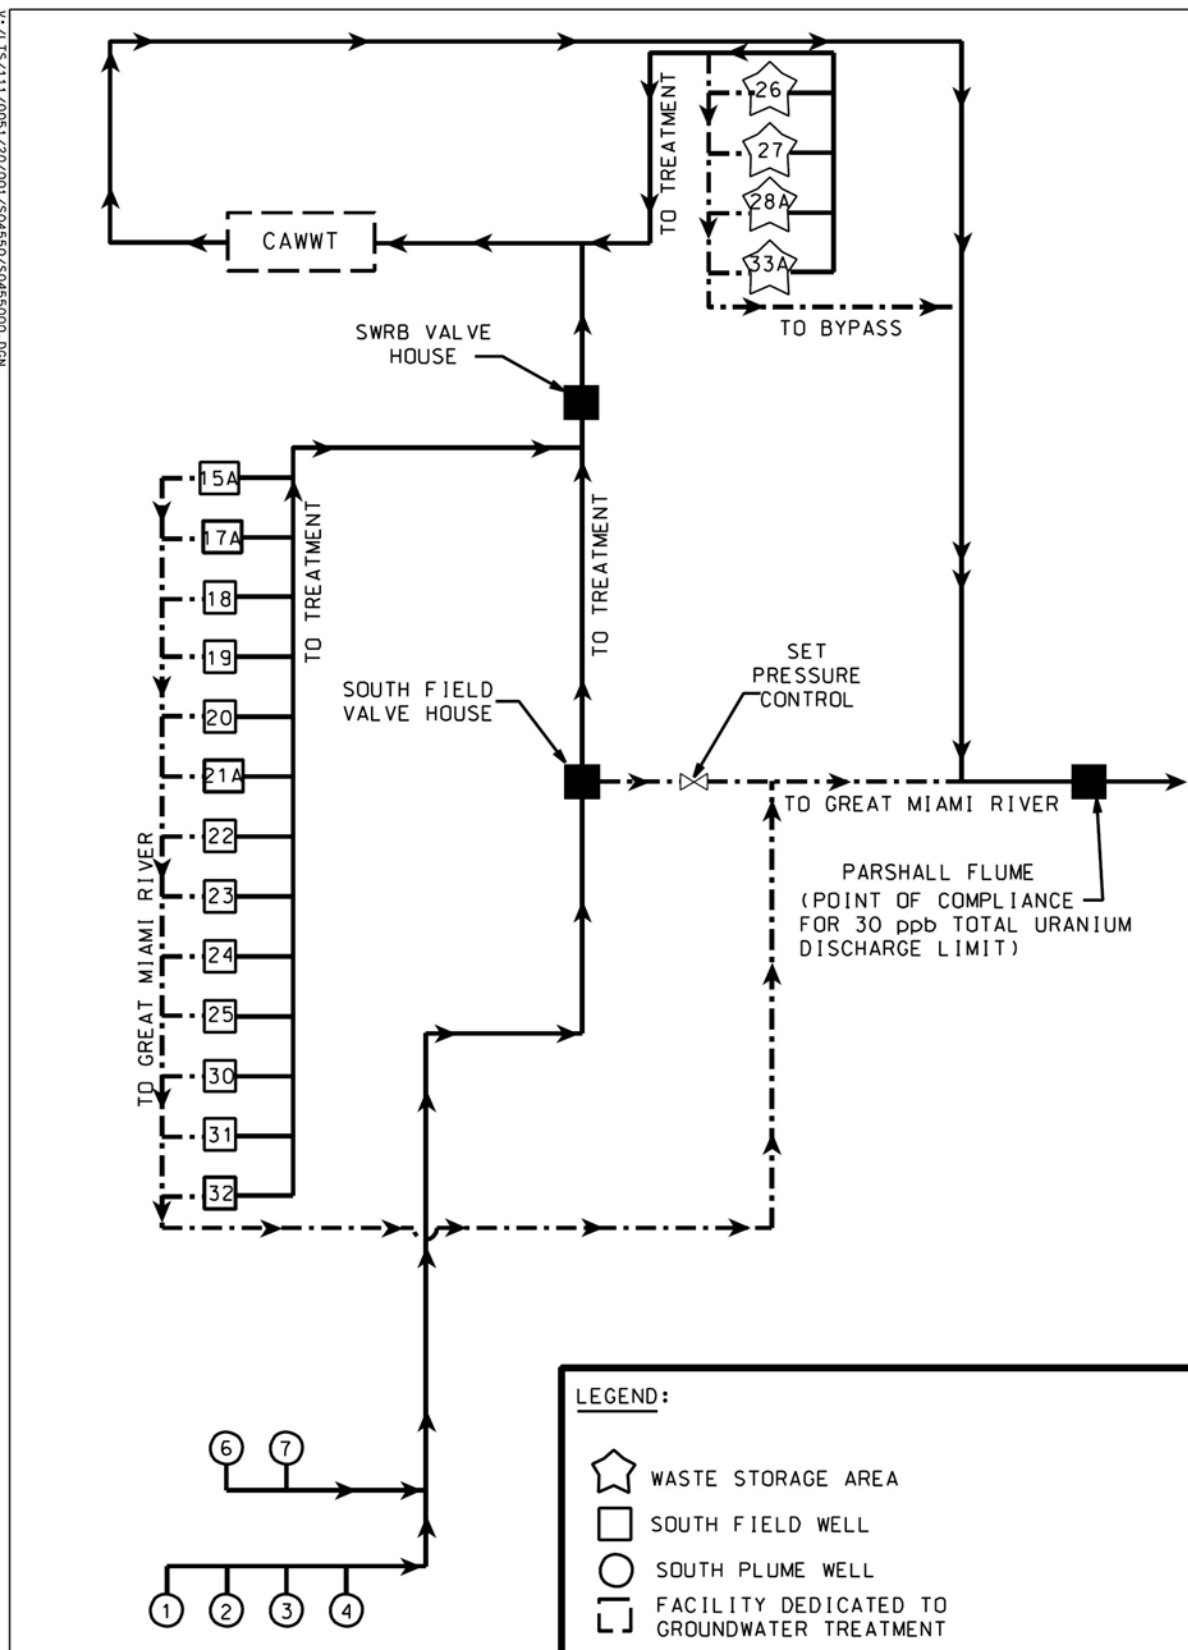 26
27
28A
33A
TO TREATMENT
TO BYPASS
CAWWT
SWRB VALVE
HOUSE
15A
17A
18
19
20
21A
22
23
24
25
30
31
32
TO TREATMENT
TO GREAT MIAMI RIVER
TO TREATMENT
SOUTH FIELD
VALVE HOUSE
SET
PRESSURE
CONTROL
TO GREAT MIAMI RIVER
PARSHALL FLUME
(POINT OF COMPLIANCE
FOR 30 ppb TOTAL URANIUM
DISCHARGE LIMIT)
6
7
1
2
3
4
LEGEND:
WASTE STORAGE AREA
SOUTH FIELD WELL
SOUTH PLUME WELL
FACILITY DEDICATED TO
GROUNDWATER TREATMENT